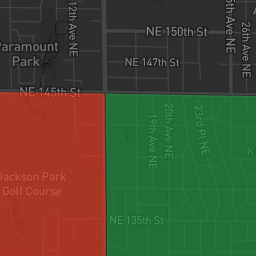 12th Ave NE
NE 150th St
26th Ave NE
Paramount
Park
NE 147th St
NE 145th St
19th Ave NE
20th Ave NE
23rd Pl NE
Jackson Park
Golf Course
NE 135th St